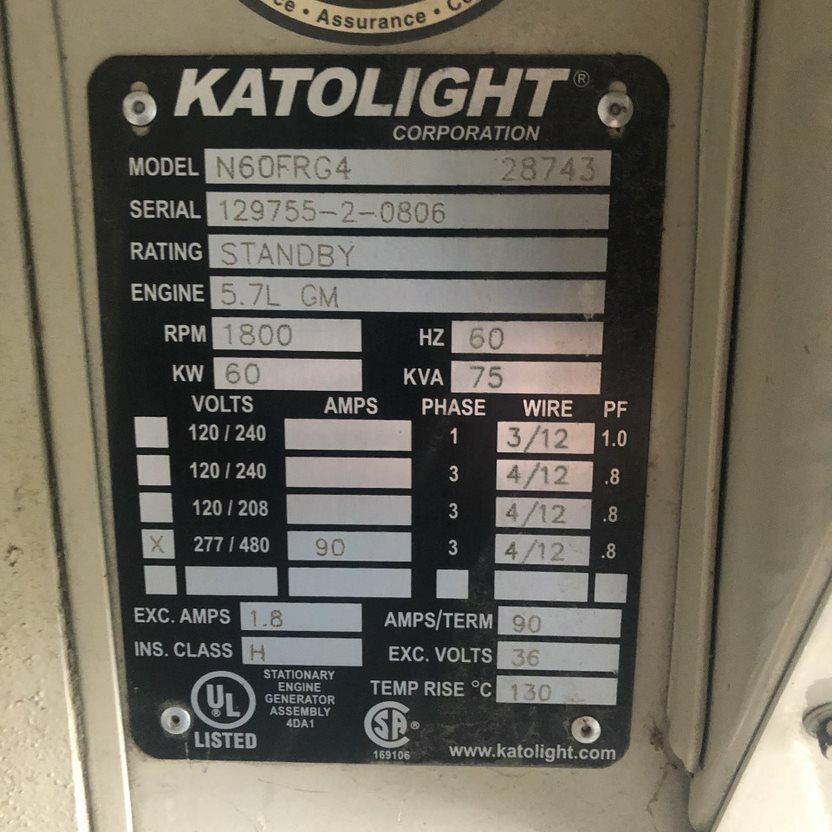 · Assurance ·
KATOLIGHT®
CORPORATION
MODEL N60FRG4 28743
SERIAL 129755-2-0806
RATING STANDBY
ENGINE 5.7L GM
RPM 1800 HZ 60
KW 60 KVA 75
VOLTS AMPS PHASE WIRE PF
120 / 240 1 3/12 1.0
120 / 240 3 4/12 .8
120 / 208 3 4/12 .8
X 277 / 480 90 3 4/12 .8
EXC. AMPS 1.8 AMPS/TERM 90
INS. CLASS H EXC. VOLTS 36
TEMP RISE °C 130
UL
LISTED
STATIONARY
ENGINE
GENERATOR
ASSEMBLY
4DA1
SA®
169106
www.katolight.com